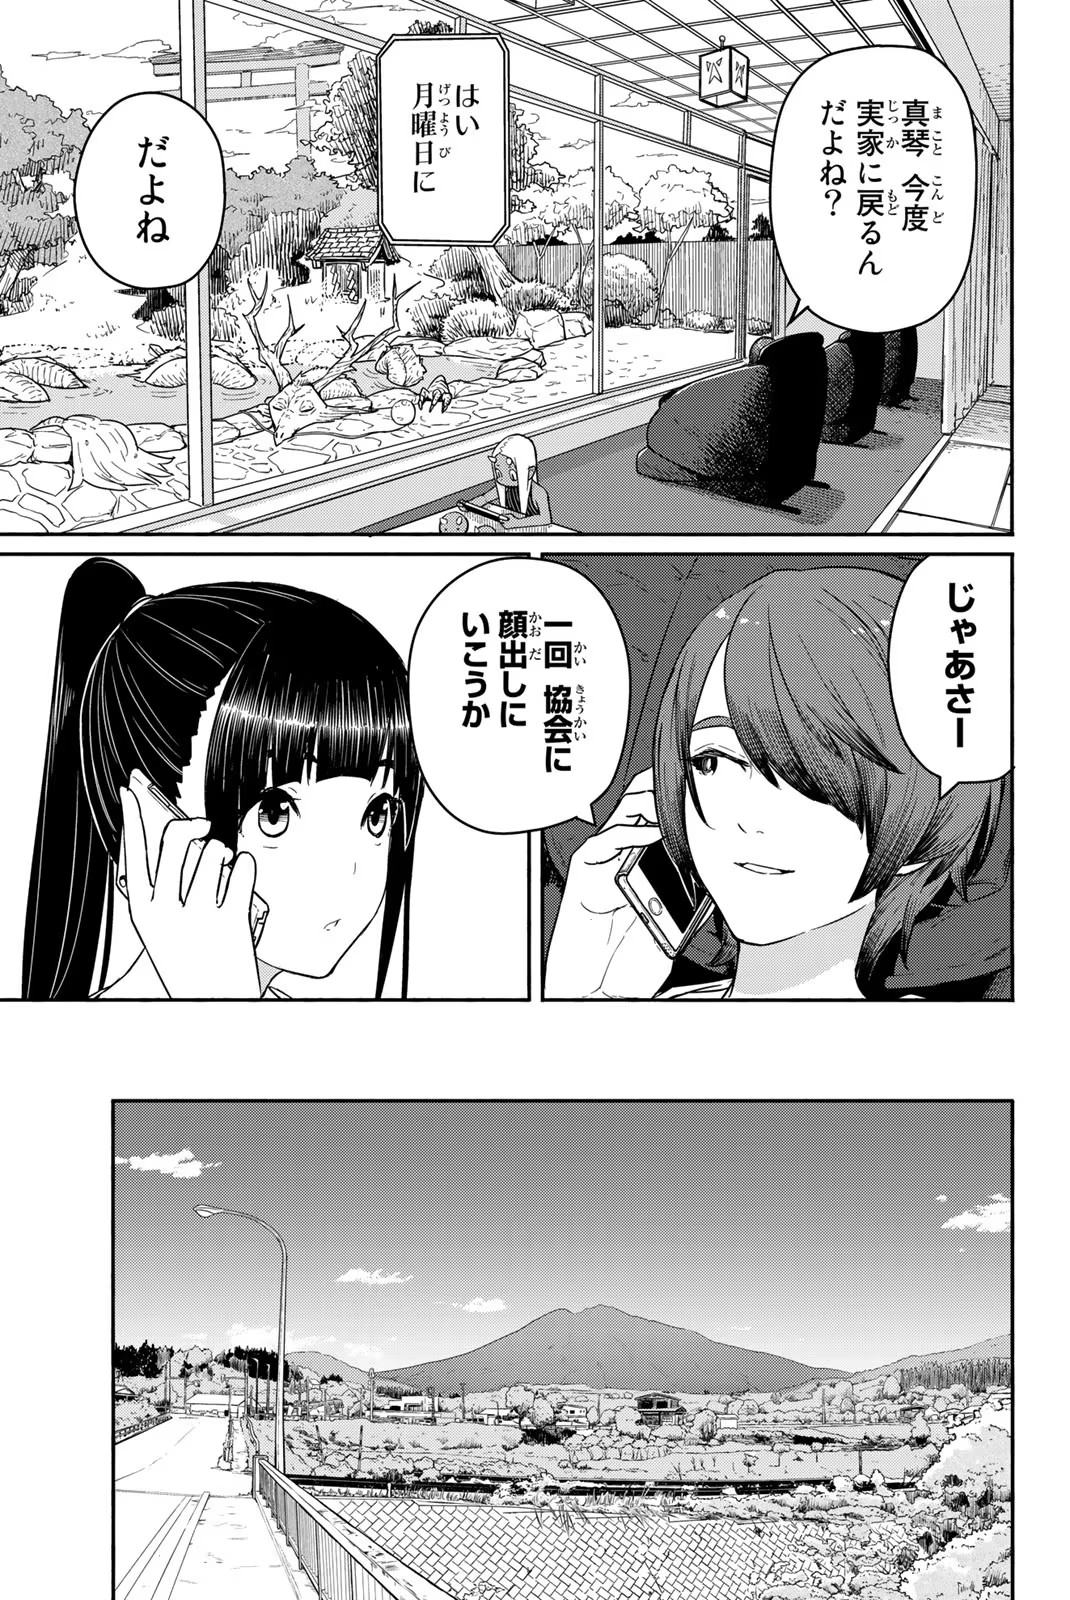 真琴 今度
実家に戻るん
だよね?
はい
月曜日に
だよね
じゃあさー
一回 協会に
顔出しに
いこうか